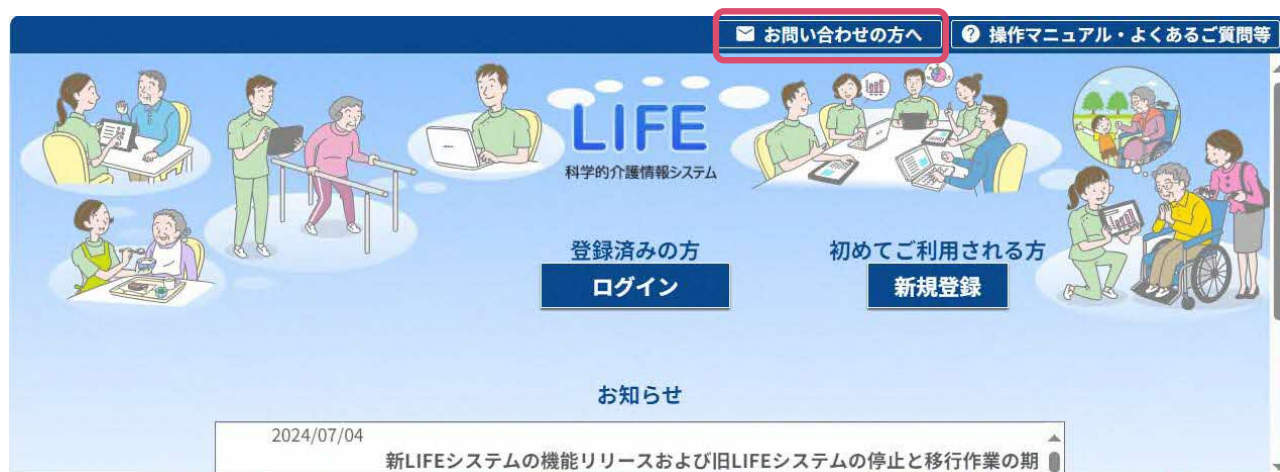 お問い合わせの方へ
操作マニュアル・よくあるご質問等
LIFE
科学的介護情報システム
登録済みの方
初めてご利用される方
ログイン
新規登録
お知らせ
2024/07/04
新LIFEシステムの機能リリースおよび旧LIFEシステムの停止と移行作業の期